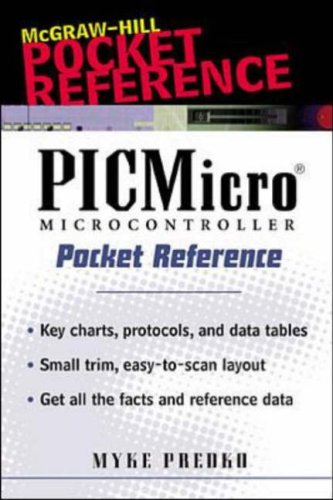 McGRAW-HILL
POCKET
REFERENCE
PICMicro®
MICROCONTROLLER
Pocket Reference
• Key charts, protocols, and data tables
• Small trim, easy-to-scan layout
• Get all the facts and reference data
MYKE PREDKO